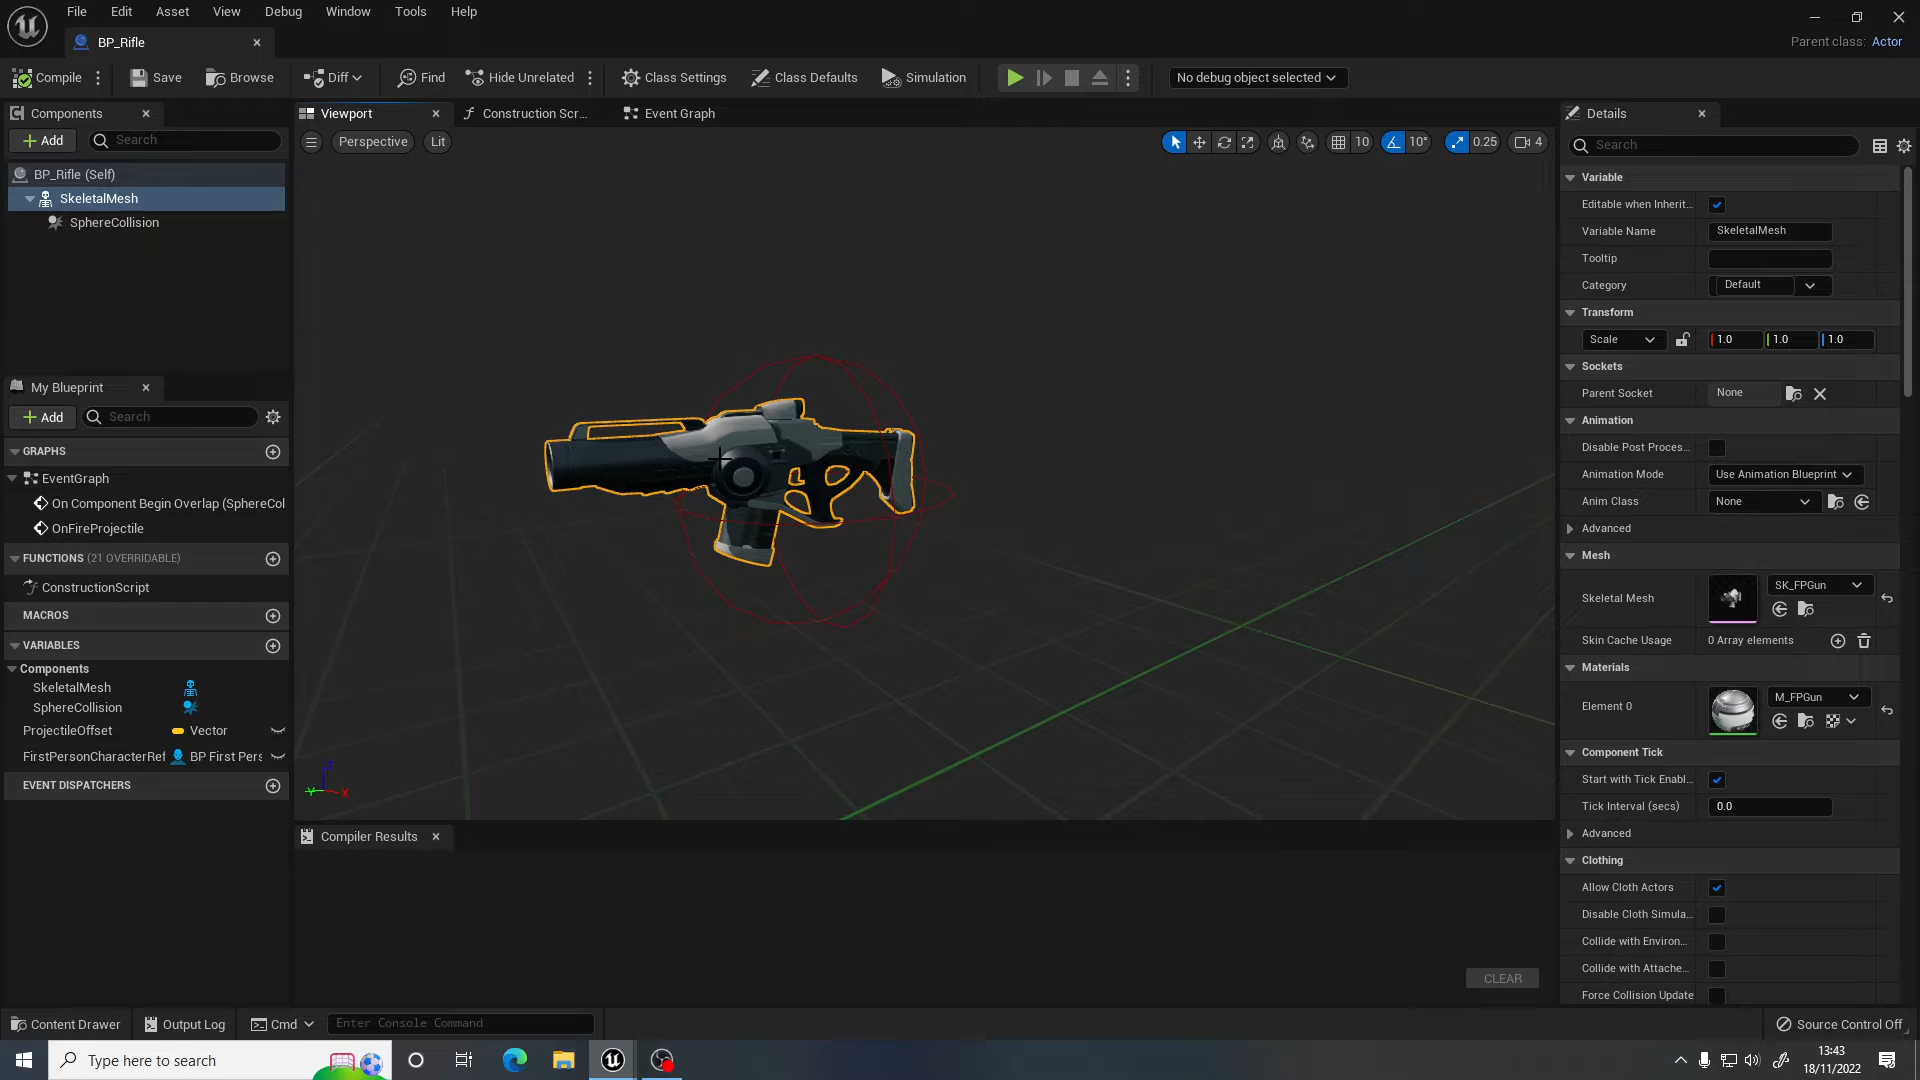 File Edit Asset View Debug Window Tools Help
BP_Rifle
Parent class: Actor
Compile Save Browse Diff Find Hide Unrelated Class Settings Class Defaults Simulation No debug object selected
Components
Add Search
BP_Rifle (Self)
SkeletalMesh
SphereCollision
My Blueprint
Add Search
GRAPHS
EventGraph
On Component Begin Overlap (SphereCol
OnFireProjectile
FUNCTIONS (21 OVERRIDABLE)
ConstructionScript
MACROS
VARIABLES
Components
SkeletalMesh
SphereCollision
ProjectileOffset Vector
FirstPersonCharacterRef BP First Pers
EVENT DISPATCHERS
Viewport Construction Scr... Event Graph
Perspective Lit 10 10° 0.25 4
Z
Y X
Compiler Results
CLEAR
Details
Search
Variable
Editable when Inherit...
Variable Name SkeletalMesh
Tooltip
Category Default
Transform
Scale 1.0 1.0 1.0
Sockets
Parent Socket None
Animation
Disable Post Proces...
Animation Mode Use Animation Blueprint
Anim Class None
Advanced
Mesh
Skeletal Mesh SK_FPGun
Skin Cache Usage 0 Array elements
Materials
Element 0 M_FPGun
Component Tick
Start with Tick Enabl...
Tick Interval (secs) 0.0
Advanced
Clothing
Allow Cloth Actors
Disable Cloth Simula...
Collide with Environ...
Collide with Attache...
Force Collision Update
Content Drawer Output Log Cmd Enter Console Command Source Control Off
Type here to search
13:43
18/11/2022